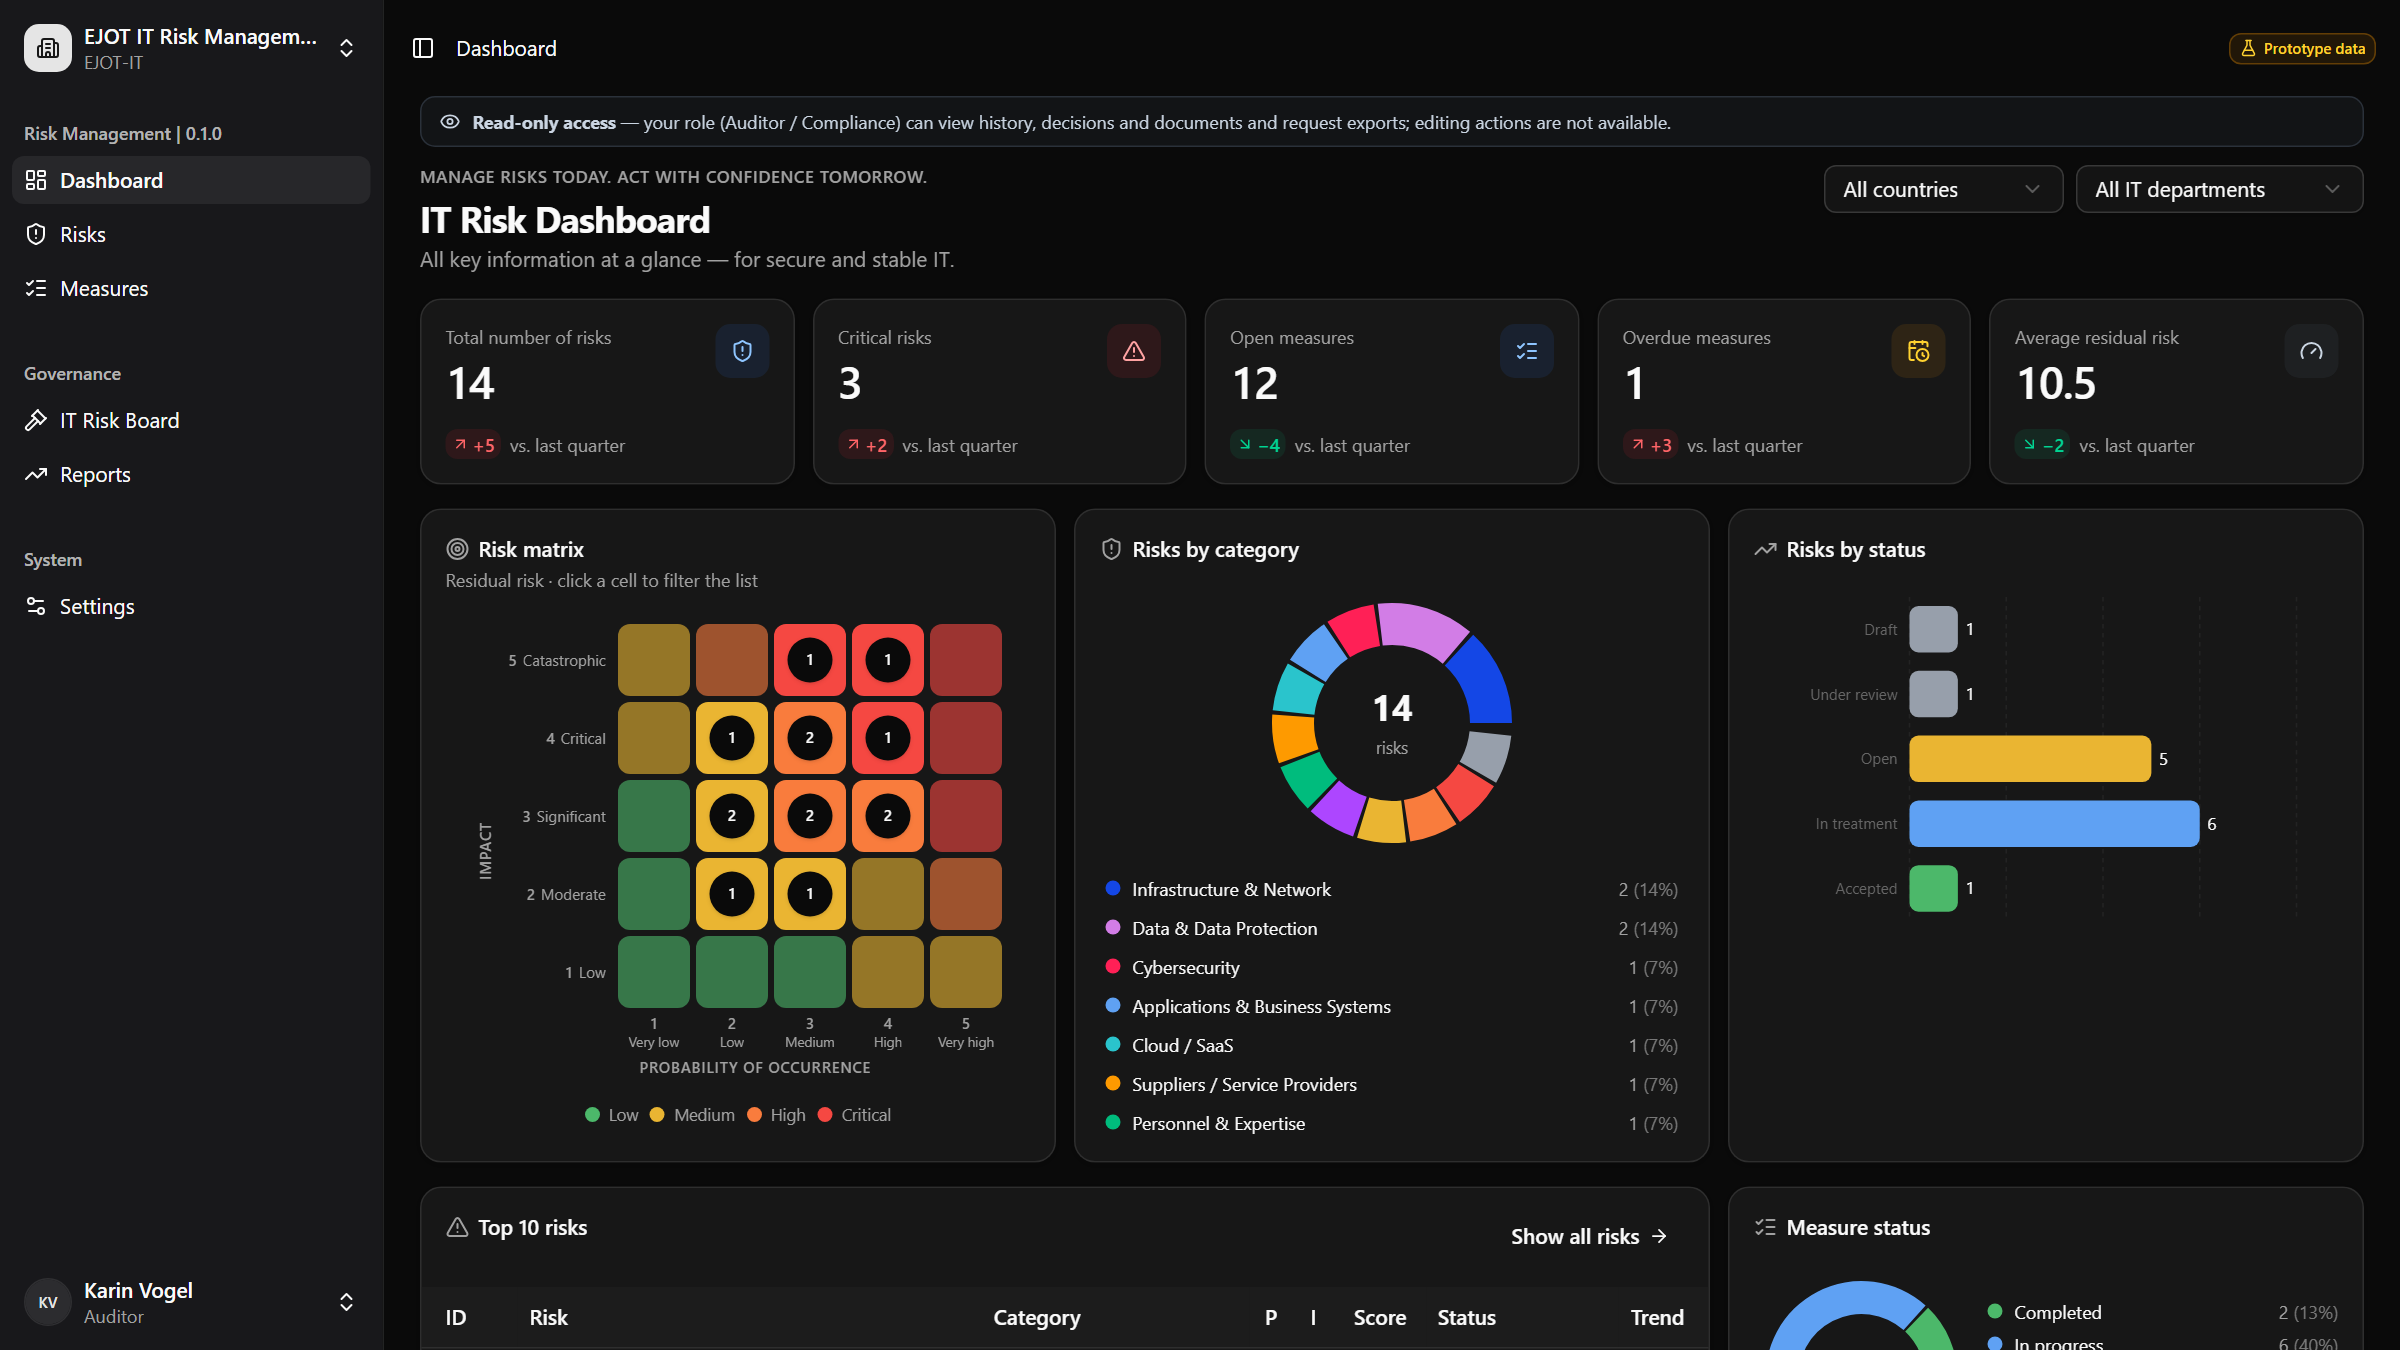 EJOT IT Risk Managem...
EJOT-IT
Risk Management | 0.1.0
Dashboard
Risks
Measures
Governance
IT Risk Board
Reports
System
Settings
KV
Karin Vogel
Auditor
Dashboard
Prototype data
Read-only access — your role (Auditor / Compliance) can view history, decisions and documents and request exports; editing actions are not available.
MANAGE RISKS TODAY. ACT WITH CONFIDENCE TOMORROW.
IT Risk Dashboard
All key information at a glance — for secure and stable IT.
All countries
All IT departments
Total number of risks
14
+5 vs. last quarter
Critical risks
3
+2 vs. last quarter
Open measures
12
−4 vs. last quarter
Overdue measures
1
+3 vs. last quarter
Average residual risk
10.5
−2 vs. last quarter
Risk matrix
Residual risk · click a cell to filter the list
IMPACT
5 Catastrophic 1 1
4 Critical 1 2 1
3 Significant 2 2 2
2 Moderate 1 1
1 Low
1 2 3 4 5
Very low Low Medium High Very high
PROBABILITY OF OCCURRENCE
Low Medium High Critical
Risks by category
14
risks
Infrastructure & Network 2 (14%)
Data & Data Protection 2 (14%)
Cybersecurity 1 (7%)
Applications & Business Systems 1 (7%)
Cloud / SaaS 1 (7%)
Suppliers / Service Providers 1 (7%)
Personnel & Expertise 1 (7%)
Risks by status
Draft 1
Under review 1
Open 5
In treatment 6
Accepted 1
Top 10 risks
Show all risks
ID Risk Category P I Score Status Trend
Measure status
Completed 2 (13%)
In progress 6 (40%)